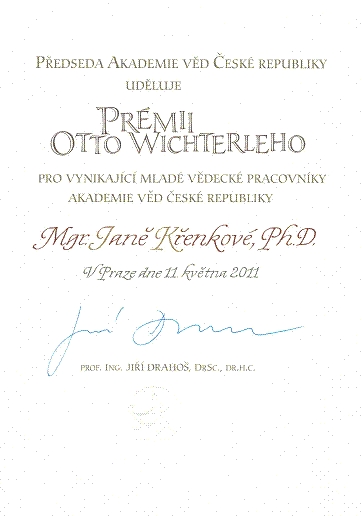 Předseda Akademie věd České republiky
uděluje
Prémii
Otto Wichterleho
pro vynikající mladé vědecké pracovníky
Akademie věd České republiky
Mgr. Janě Křenkové, Ph.D.
V Praze dne 11. května 2011
prof. Ing. Jiří Drahoš, DrSc., dr.h.c.